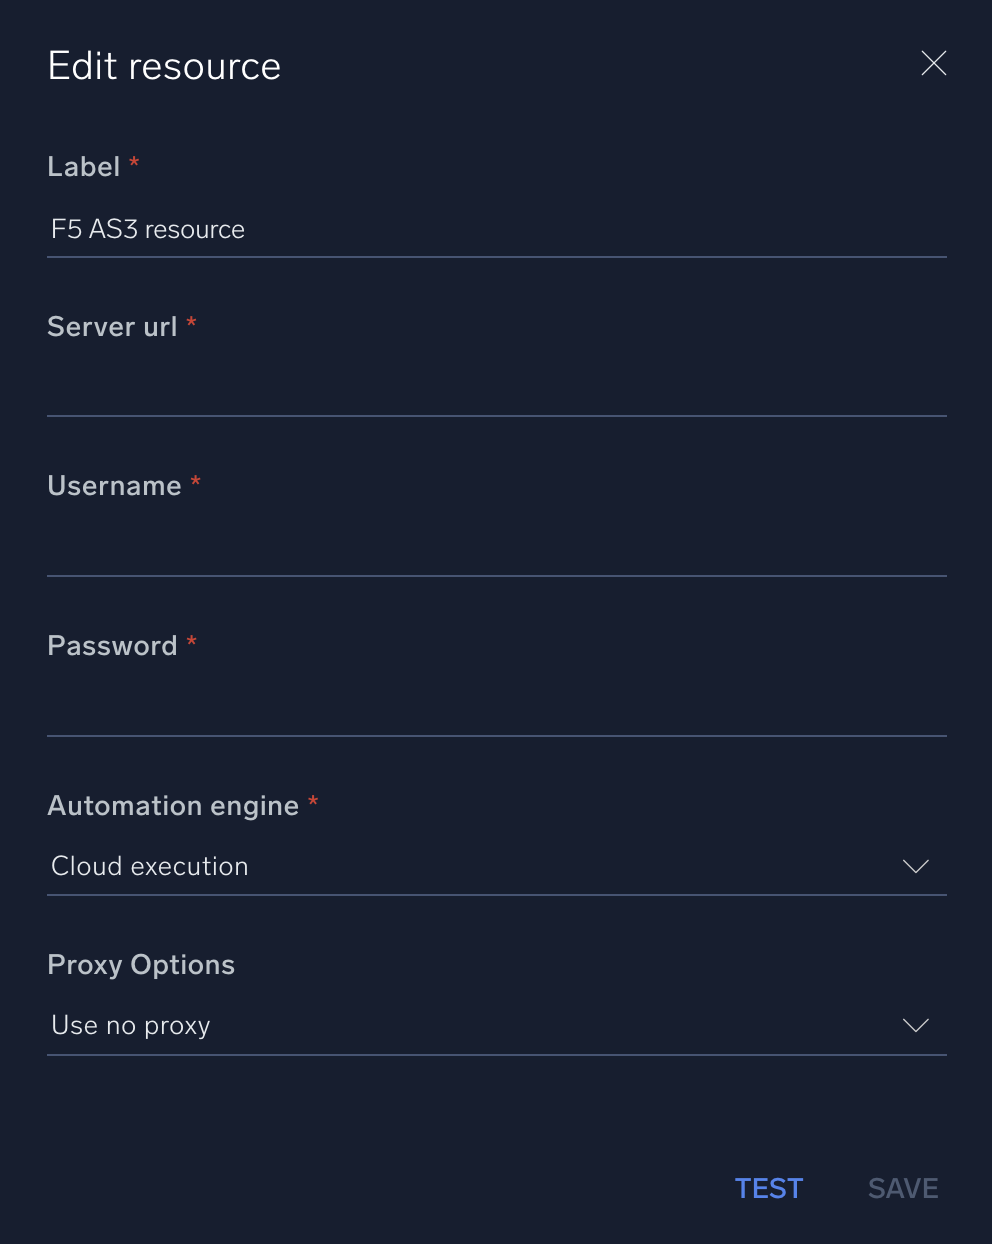 Edit resource
Label *
F5 AS3 resource
Server url *
Username *
Password *
Automation engine *
Cloud execution
Proxy Options
Use no proxy
TEST SAVE